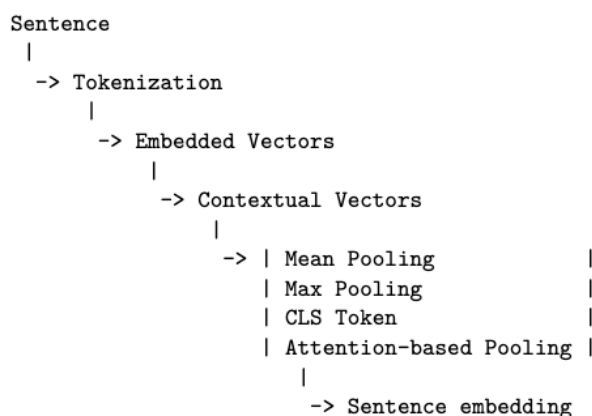 Sentence
|
-> Tokenization
|
-> Embedded Vectors
|
-> Contextual Vectors
|
-> | Mean Pooling |
| Max Pooling |
| CLS Token |
| Attention-based Pooling |
|
-> Sentence embedding